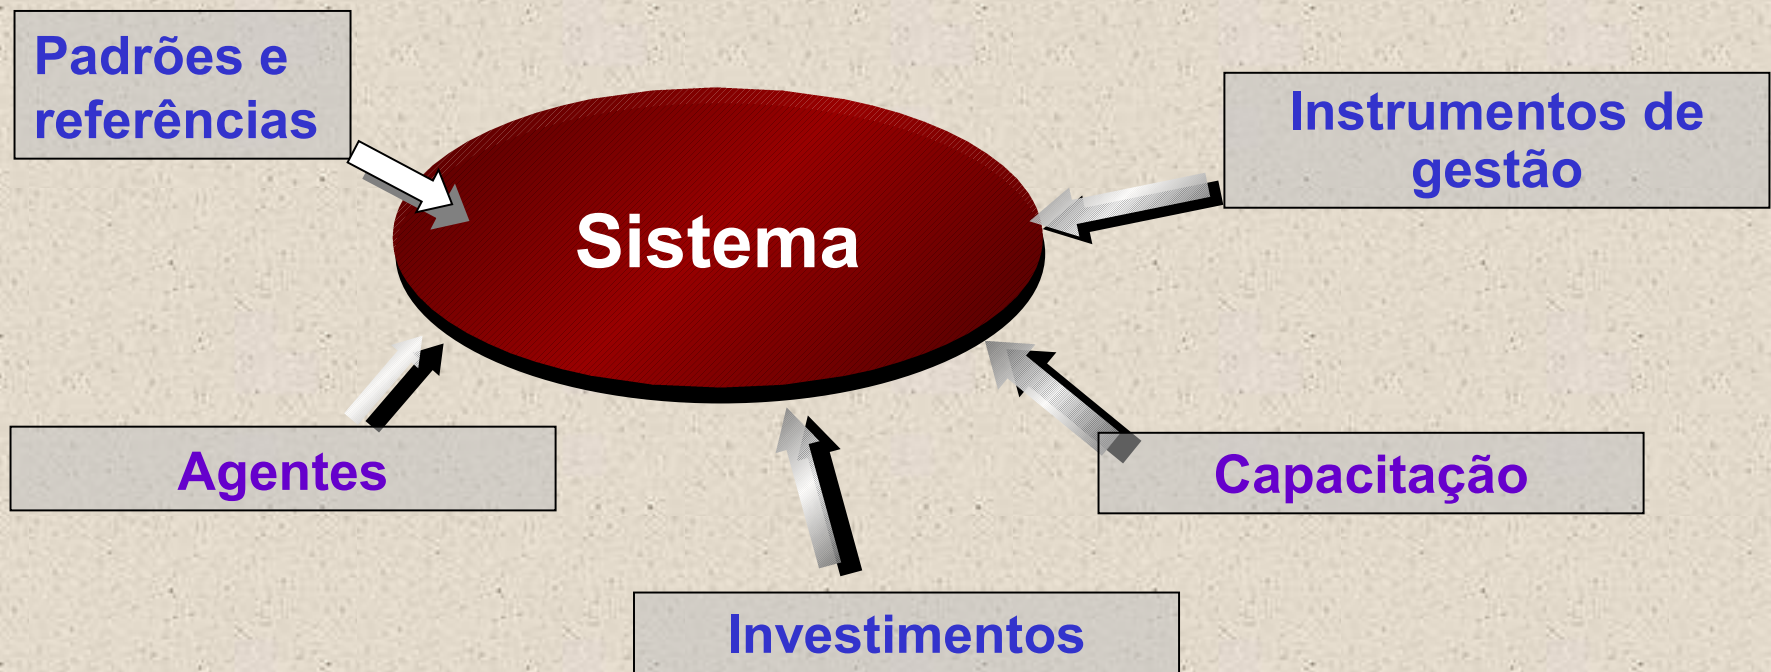 Padrões e
referências
Instrumentos de
gestão
Sistema
Agentes
Capacitação
Investimentos